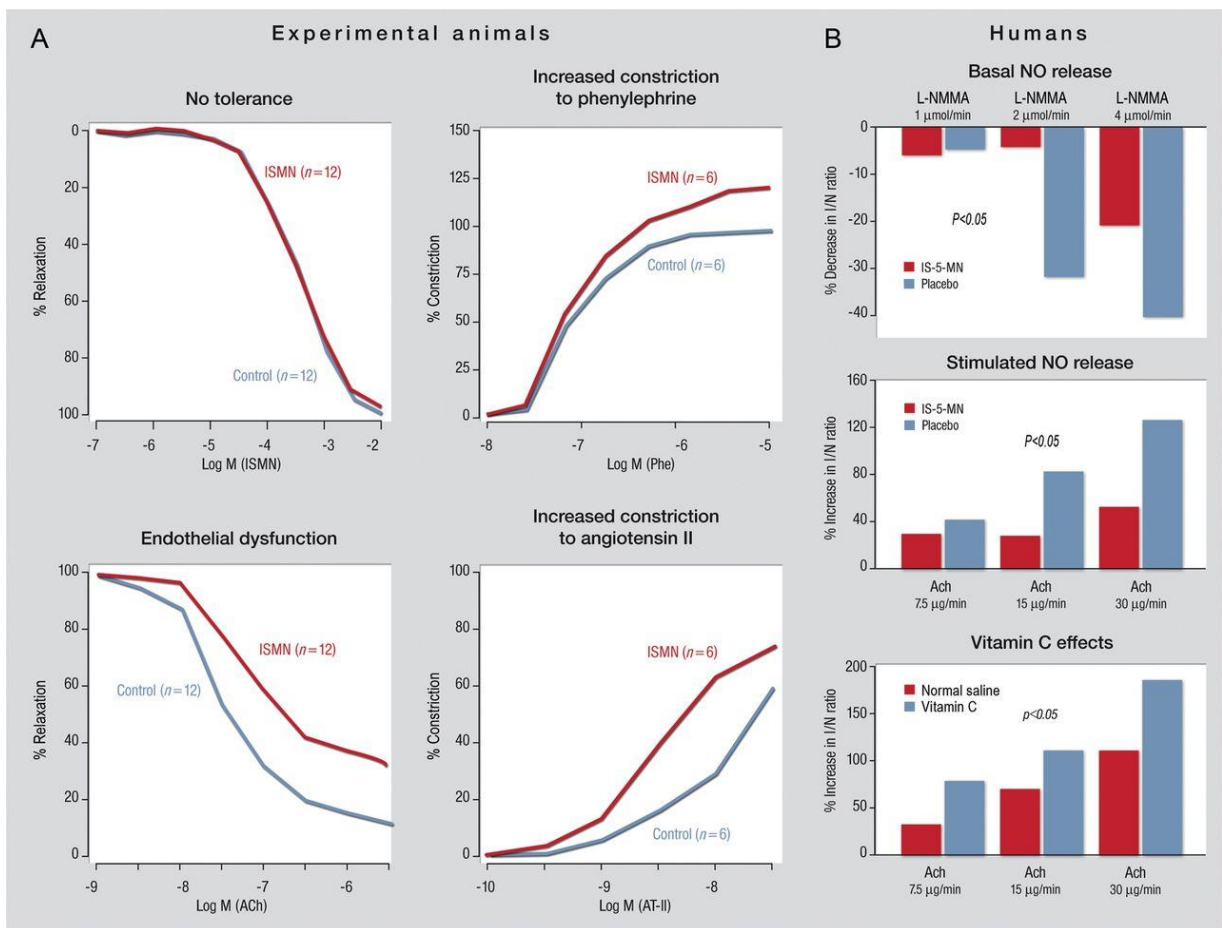 A
Experimental animals
No tolerance
% Relaxation
0
20
40
60
80
100
ISMN (n=12)
Control (n=12)
-7
-6
-5
-4
-3
-2
Log M (ISMN)
Increased constriction
to phenylephrine
% Constriction
150
125
100
75
50
25
0
ISMN (n=6)
Control (n=6)
-8
-7
-6
-5
Log M (Phe)
Endothelial dysfunction
% Relaxation
100
80
60
40
20
0
ISMN (n=12)
Control (n=12)
-9
-8
-7
-6
Log M (ACh)
Increased constriction
to angiotensin II
% Constriction
100
80
60
40
20
0
ISMN (n=6)
Control (n=6)
-10
-9
-8
Log M (AT-II)
B
Humans
Basal NO release
L-NMMA
1 µmol/min
L-NMMA
2 µmol/min
L-NMMA
4 µmol/min
% Decrease in I/N ratio
0
-10
-20
-30
-40
P<0.05
IS-5-MN
Placebo
Stimulated NO release
% Increase in I/N ratio
160
120
80
40
0
IS-5-MN
Placebo
P<0.05
Ach
7.5 µg/min
Ach
15 µg/min
Ach
30 µg/min
Vitamin C effects
% Increase in I/N ratio
200
150
100
50
0
Normal saline
Vitamin C
p<0.05
Ach
7.5 µg/min
Ach
15 µg/min
Ach
30 µg/min